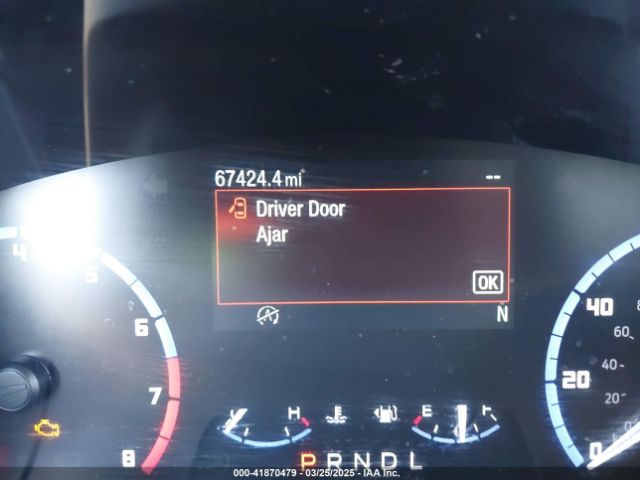 67424.4 mi --
Driver Door
Ajar
OK
N
4 5 6 7 8
H E F
40 20 0
60 40 20
P R N D L
000-41870479 - 03/25/2025 - IAA Inc.